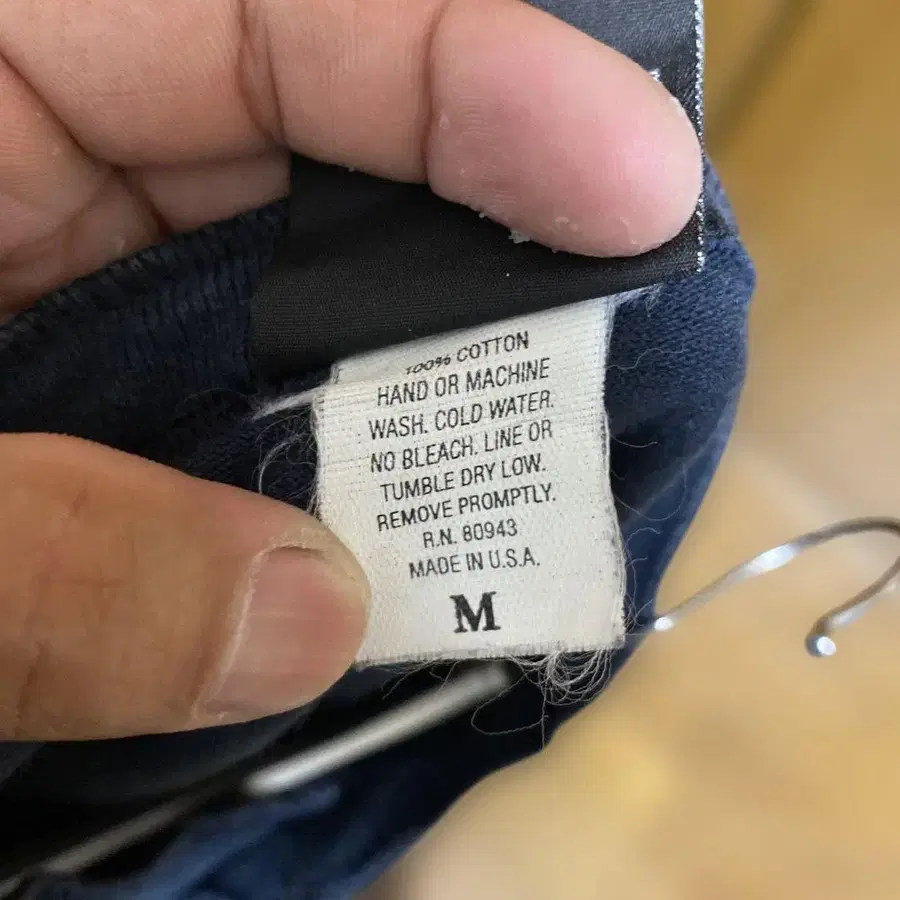 100% COTTON
HAND OR MACHINE
WASH. COLD WATER.
NO BLEACH. LINE OR
TUMBLE DRY LOW.
REMOVE PROMPTLY.
R.N. 80943
MADE IN U.S.A.
M